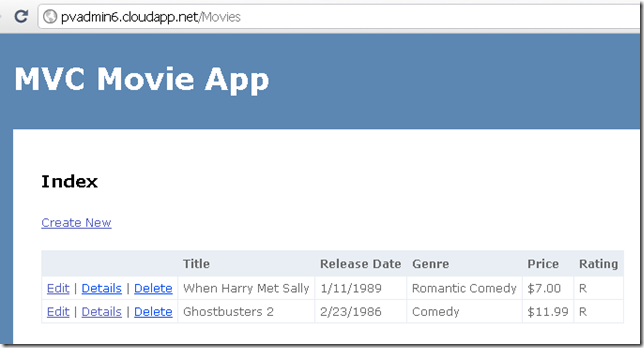 pvadmin6.cloudapp.net/Movies
MVC Movie App
Index
Create New
Title Release Date Genre Price Rating
Edit | Details | Delete When Harry Met Sally 1/11/1989 Romantic Comedy $7.00 R
Edit | Details | Delete Ghostbusters 2 2/23/1986 Comedy $11.99 R